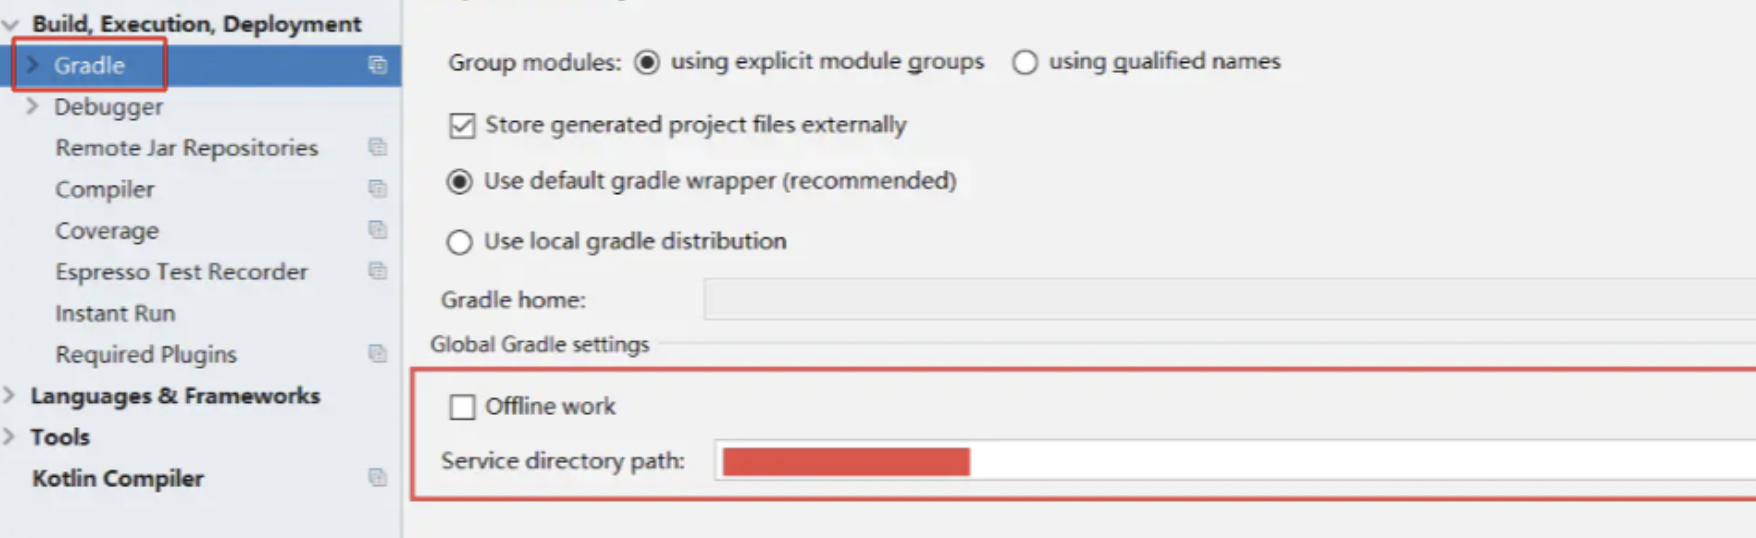 Build, Execution, Deployment
Gradle
Debugger
Remote Jar Repositories
Compiler
Coverage
Espresso Test Recorder
Instant Run
Required Plugins
Languages & Frameworks
Tools
Kotlin Compiler
Group modules: using explicit module groups using qualified names
Store generated project files externally
Use default gradle wrapper (recommended)
Use local gradle distribution
Gradle home:
Global Gradle settings
Offline work
Service directory path: